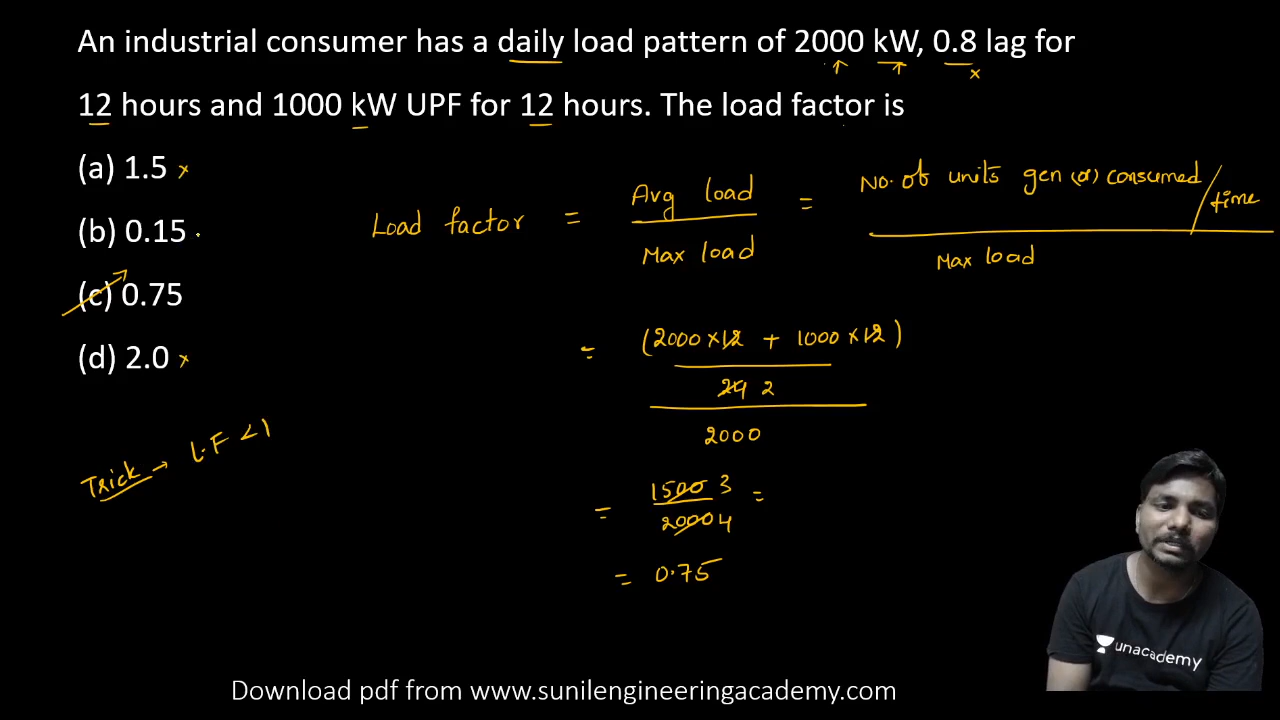 An industrial consumer has a daily load pattern of 2000 kW, 0.8 lag for
12 hours and 1000 kW UPF for 12 hours. The load factor is
(a) 1.5 x
(b) 0.15
(c) 0.75
(d) 2.0 x
Load factor = Avg load / Max load = No. of units gen (or) consumed / time / Max load
= (2000 × 12 + 1000 × 12)
24 2
2000
= 1500 3 =
2000 4
= 0.75
Trick → L.F < 1
unacademy
Download pdf from www.sunilengineeringacademy.com